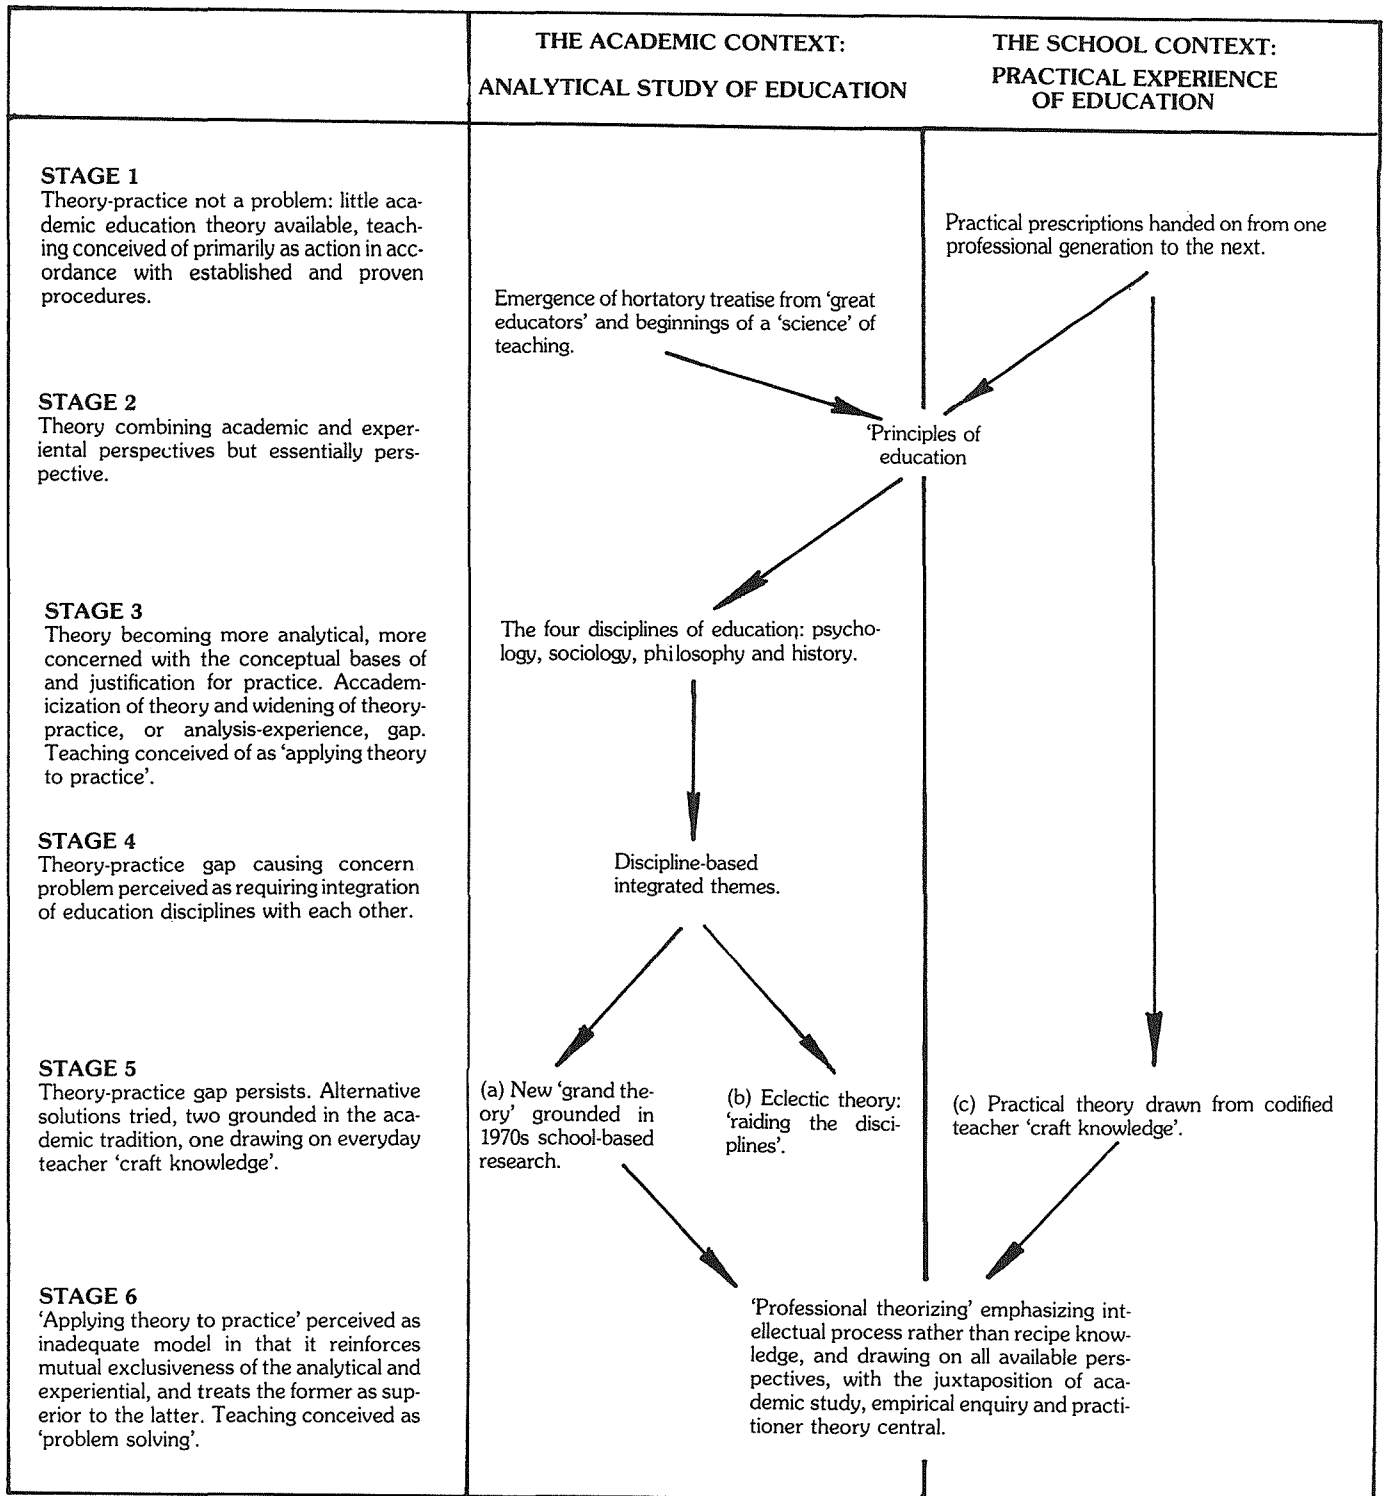 THE ACADEMIC CONTEXT:
ANALYTICAL STUDY OF EDUCATION
THE SCHOOL CONTEXT:
PRACTICAL EXPERIENCE
OF EDUCATION
STAGE 1
Theory-practice not a problem: little aca-
demic education theory available, teach-
ing conceived of primarily as action in acc-
ordance with established and proven
procedures.
Practical prescriptions handed on from one
professional generation to the next.
Emergence of hortatory treatise from ‘great
educators’ and beginnings of a ‘science’ of
teaching.
STAGE 2
Theory combining academic and exper-
iental perspectives but essentially pers-
pective.
‘Principles of
education
STAGE 3
Theory becoming more analytical, more
concerned with the conceptual bases of
and justification for practice. Accadem-
icization of theory and widening of theory-
practice, or analysis-experience, gap.
Teaching conceived of as ‘applying theory
to practice’.
The four disciplines of education: psycho-
logy, sociology, philosophy and history.
STAGE 4
Theory-practice gap causing concern
problem perceived as requiring integration
of education disciplines with each other.
Discipline-based
integrated themes.
STAGE 5
Theory-practice gap persists. Alternative
solutions tried, two grounded in the aca-
demic tradition, one drawing on everyday
teacher ‘craft knowledge’.
(a) New ‘grand the-
ory’ grounded in
1970s school-based
research.
(b) Eclectic theory:
‘raiding the disci-
plines’.
(c) Practical theory drawn from codified
teacher ‘craft knowledge’.
STAGE 6
‘Applying theory to practice’ perceived as
inadequate model in that it reinforces
mutual exclusiveness of the analytical and
experiential, and treats the former as sup-
erior to the latter. Teaching conceived as
‘problem solving’.
‘Professional theorizing’ emphasizing int-
ellectual process rather than recipe know-
ledge, and drawing on all available pers-
pectives, with the juxtaposition of aca-
demic study, empirical enquiry and practi-
tioner theory central.